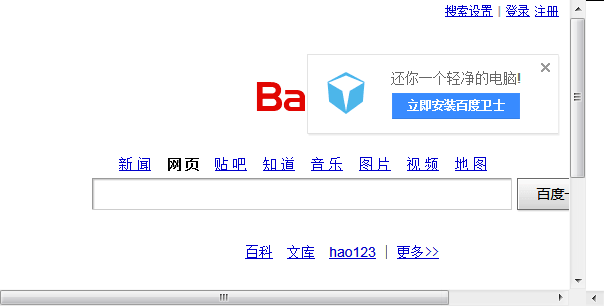 搜索设置 | 登录 注册
还你一个轻净的电脑!
立即安装百度卫士
Ba
新闻 网页 贴吧 知道 音乐 图片 视频 地图
百度一
百科 文库 hao123 | 更多>>